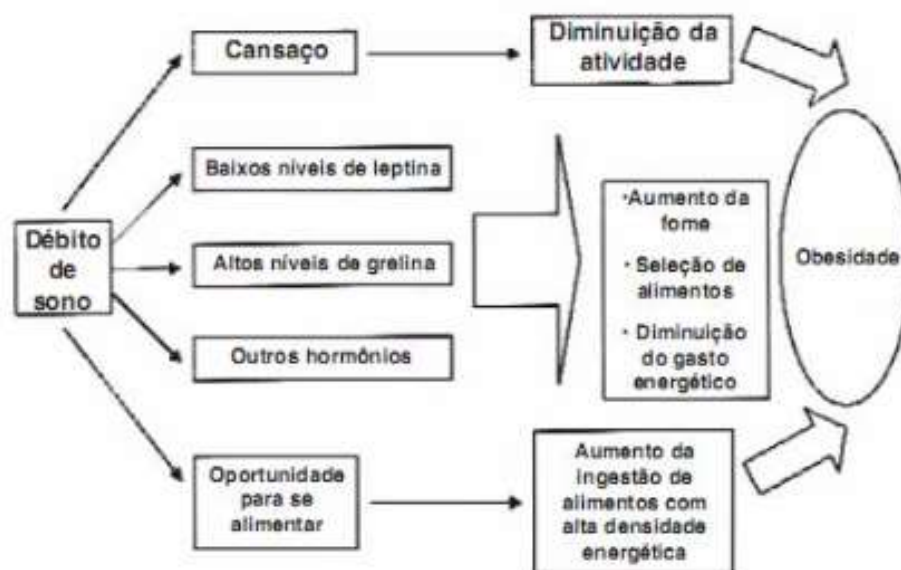 Cansaço
Diminuição da
atividade
Baixos níveis de leptina
Débito
de
sono
Altos níveis de grelina
Outros hormônios
•Aumento da
fome
• Seleção de
alimentos
• Diminuição
do gasto
energético
Obesidade
Oportunidade
para se
alimentar
Aumento da
ingestão de
alimentos com
alta densidade
energética